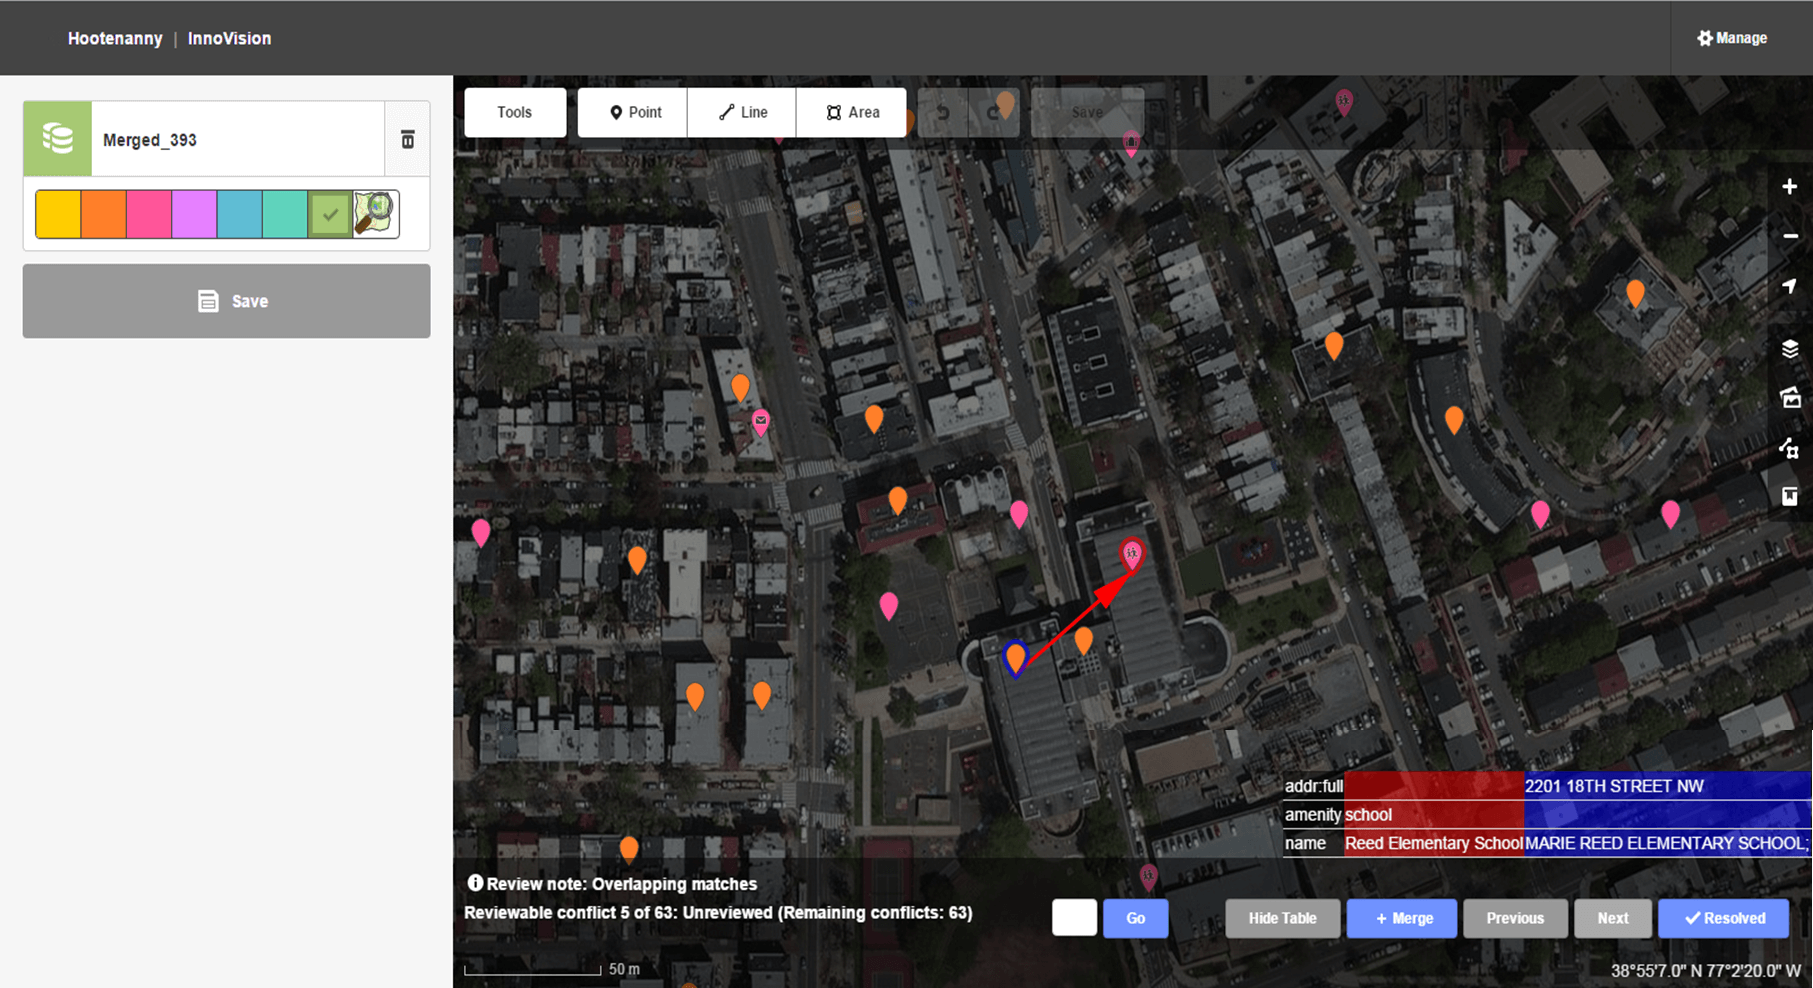 Hootenanny | InnoVision
Manage
Merged_393
Save
Tools
Point
Line
Area
Save
addr:full 2201 18TH STREET NW
amenity school
name Reed Elementary School MARIE REED ELEMENTARY SCHOOL;
Review note: Overlapping matches
Reviewable conflict 5 of 63: Unreviewed (Remaining conflicts: 63)
Go
Hide Table
+ Merge
Previous
Next
Resolved
50 m
38°55'7.0" N 77°2'20.0" W